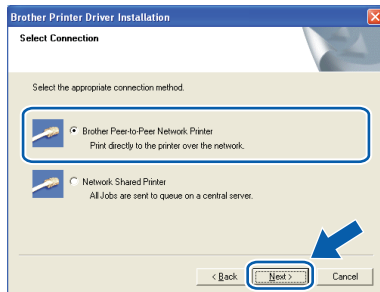 Brother Printer Driver Installation
Select Connection
Select the appropriate connection method.
Brother Peer-to-Peer Network Printer
Print directly to the printer over the network.
Network Shared Printer
All Jobs are sent to queue on a central server.
< Back Next > Cancel